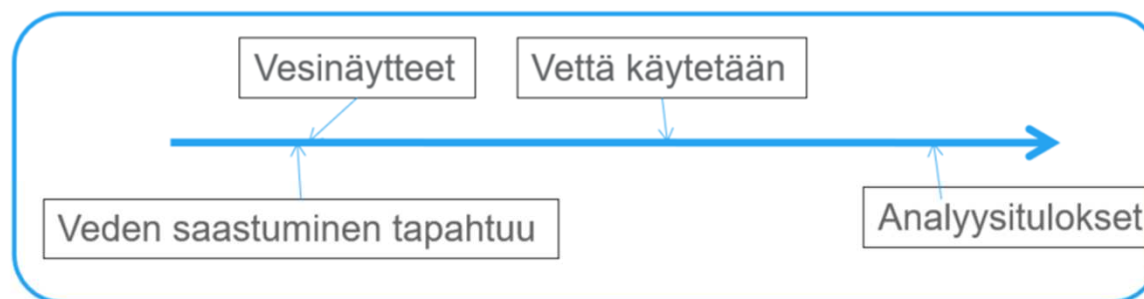 Vesinäytteet
Vettä käytetään
Veden saastuminen tapahtuu
Analyysitulokset